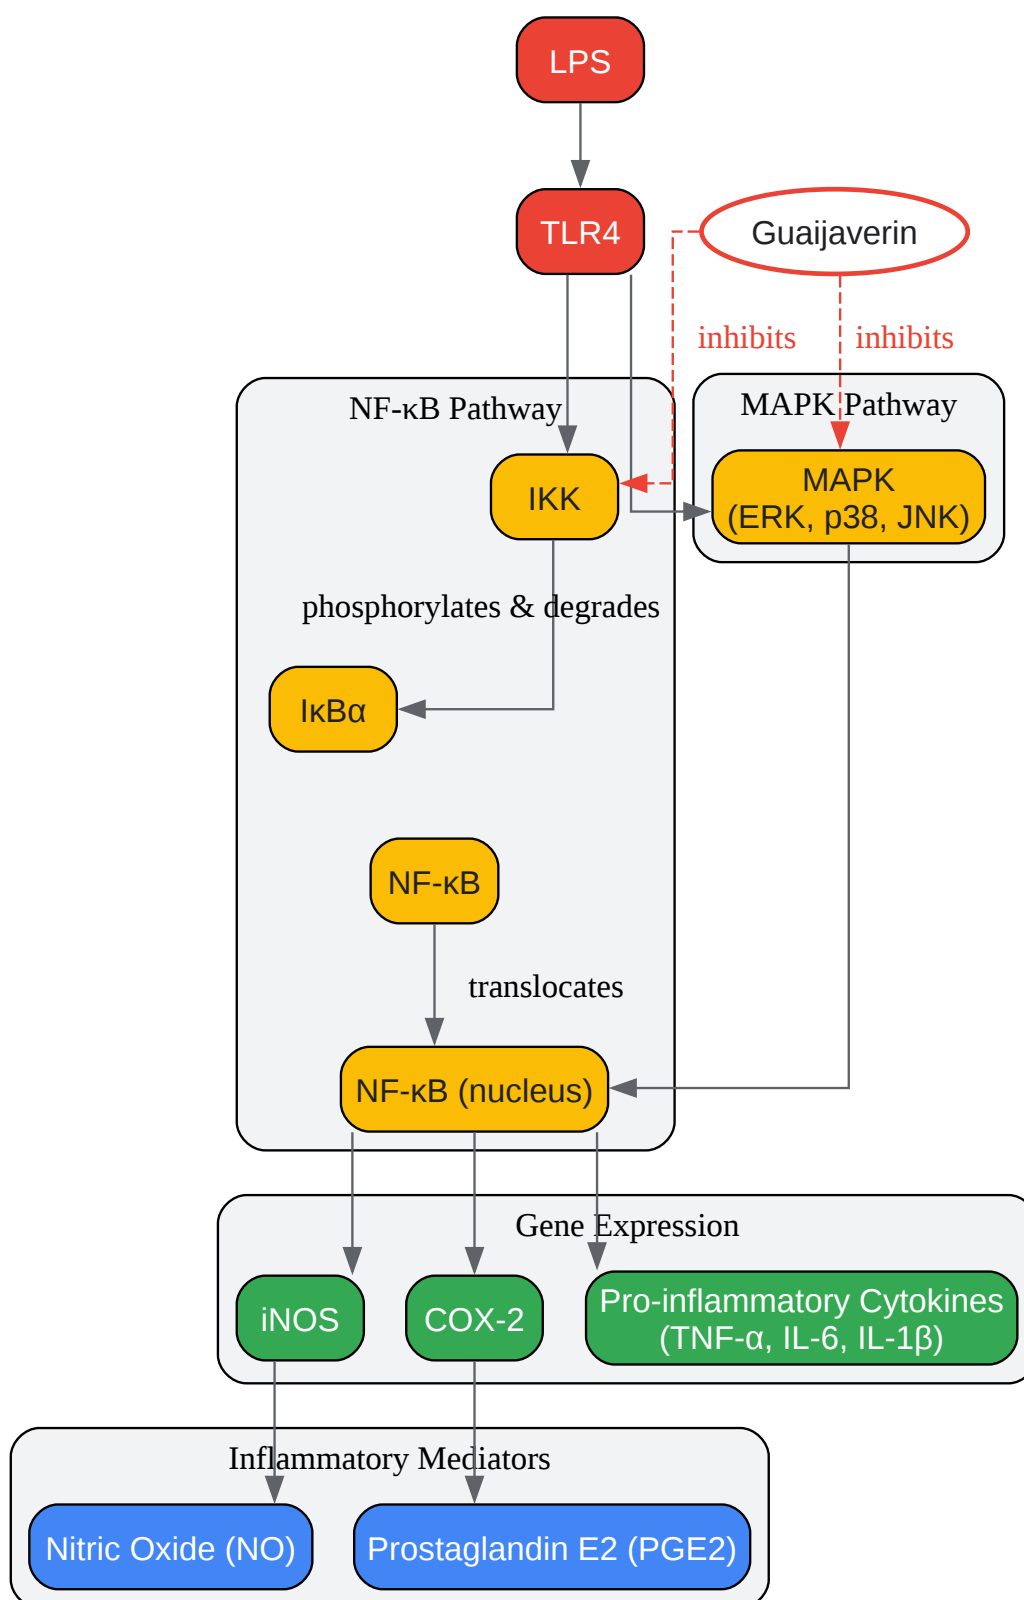 LPS
TLR4
Guaijaverin
inhibits
inhibits
NF-κB Pathway
MAPK Pathway
IKK
MAPK
(ERK, p38, JNK)
phosphorylates & degrades
IκBα
NF-κB
translocates
NF-κB (nucleus)
Gene Expression
iNOS
COX-2
Pro-inflammatory Cytokines
(TNF-α, IL-6, IL-1β)
Inflammatory Mediators
Nitric Oxide (NO)
Prostaglandin E2 (PGE2)